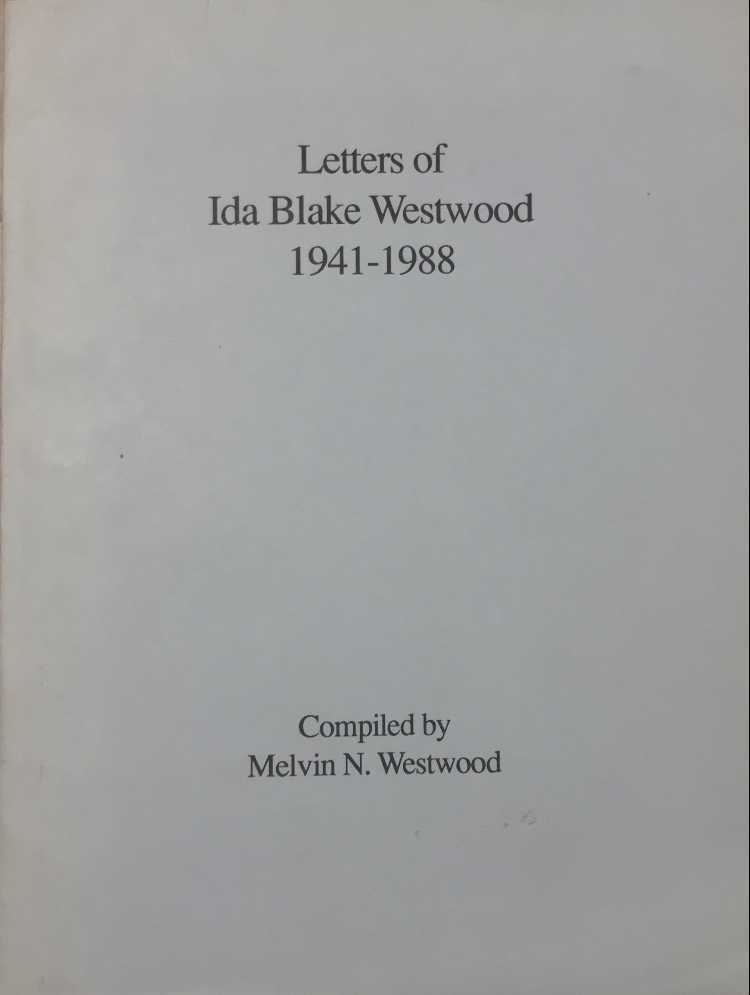 Letters of
Ida Blake Westwood
1941-1988
Compiled by
Melvin N. Westwood